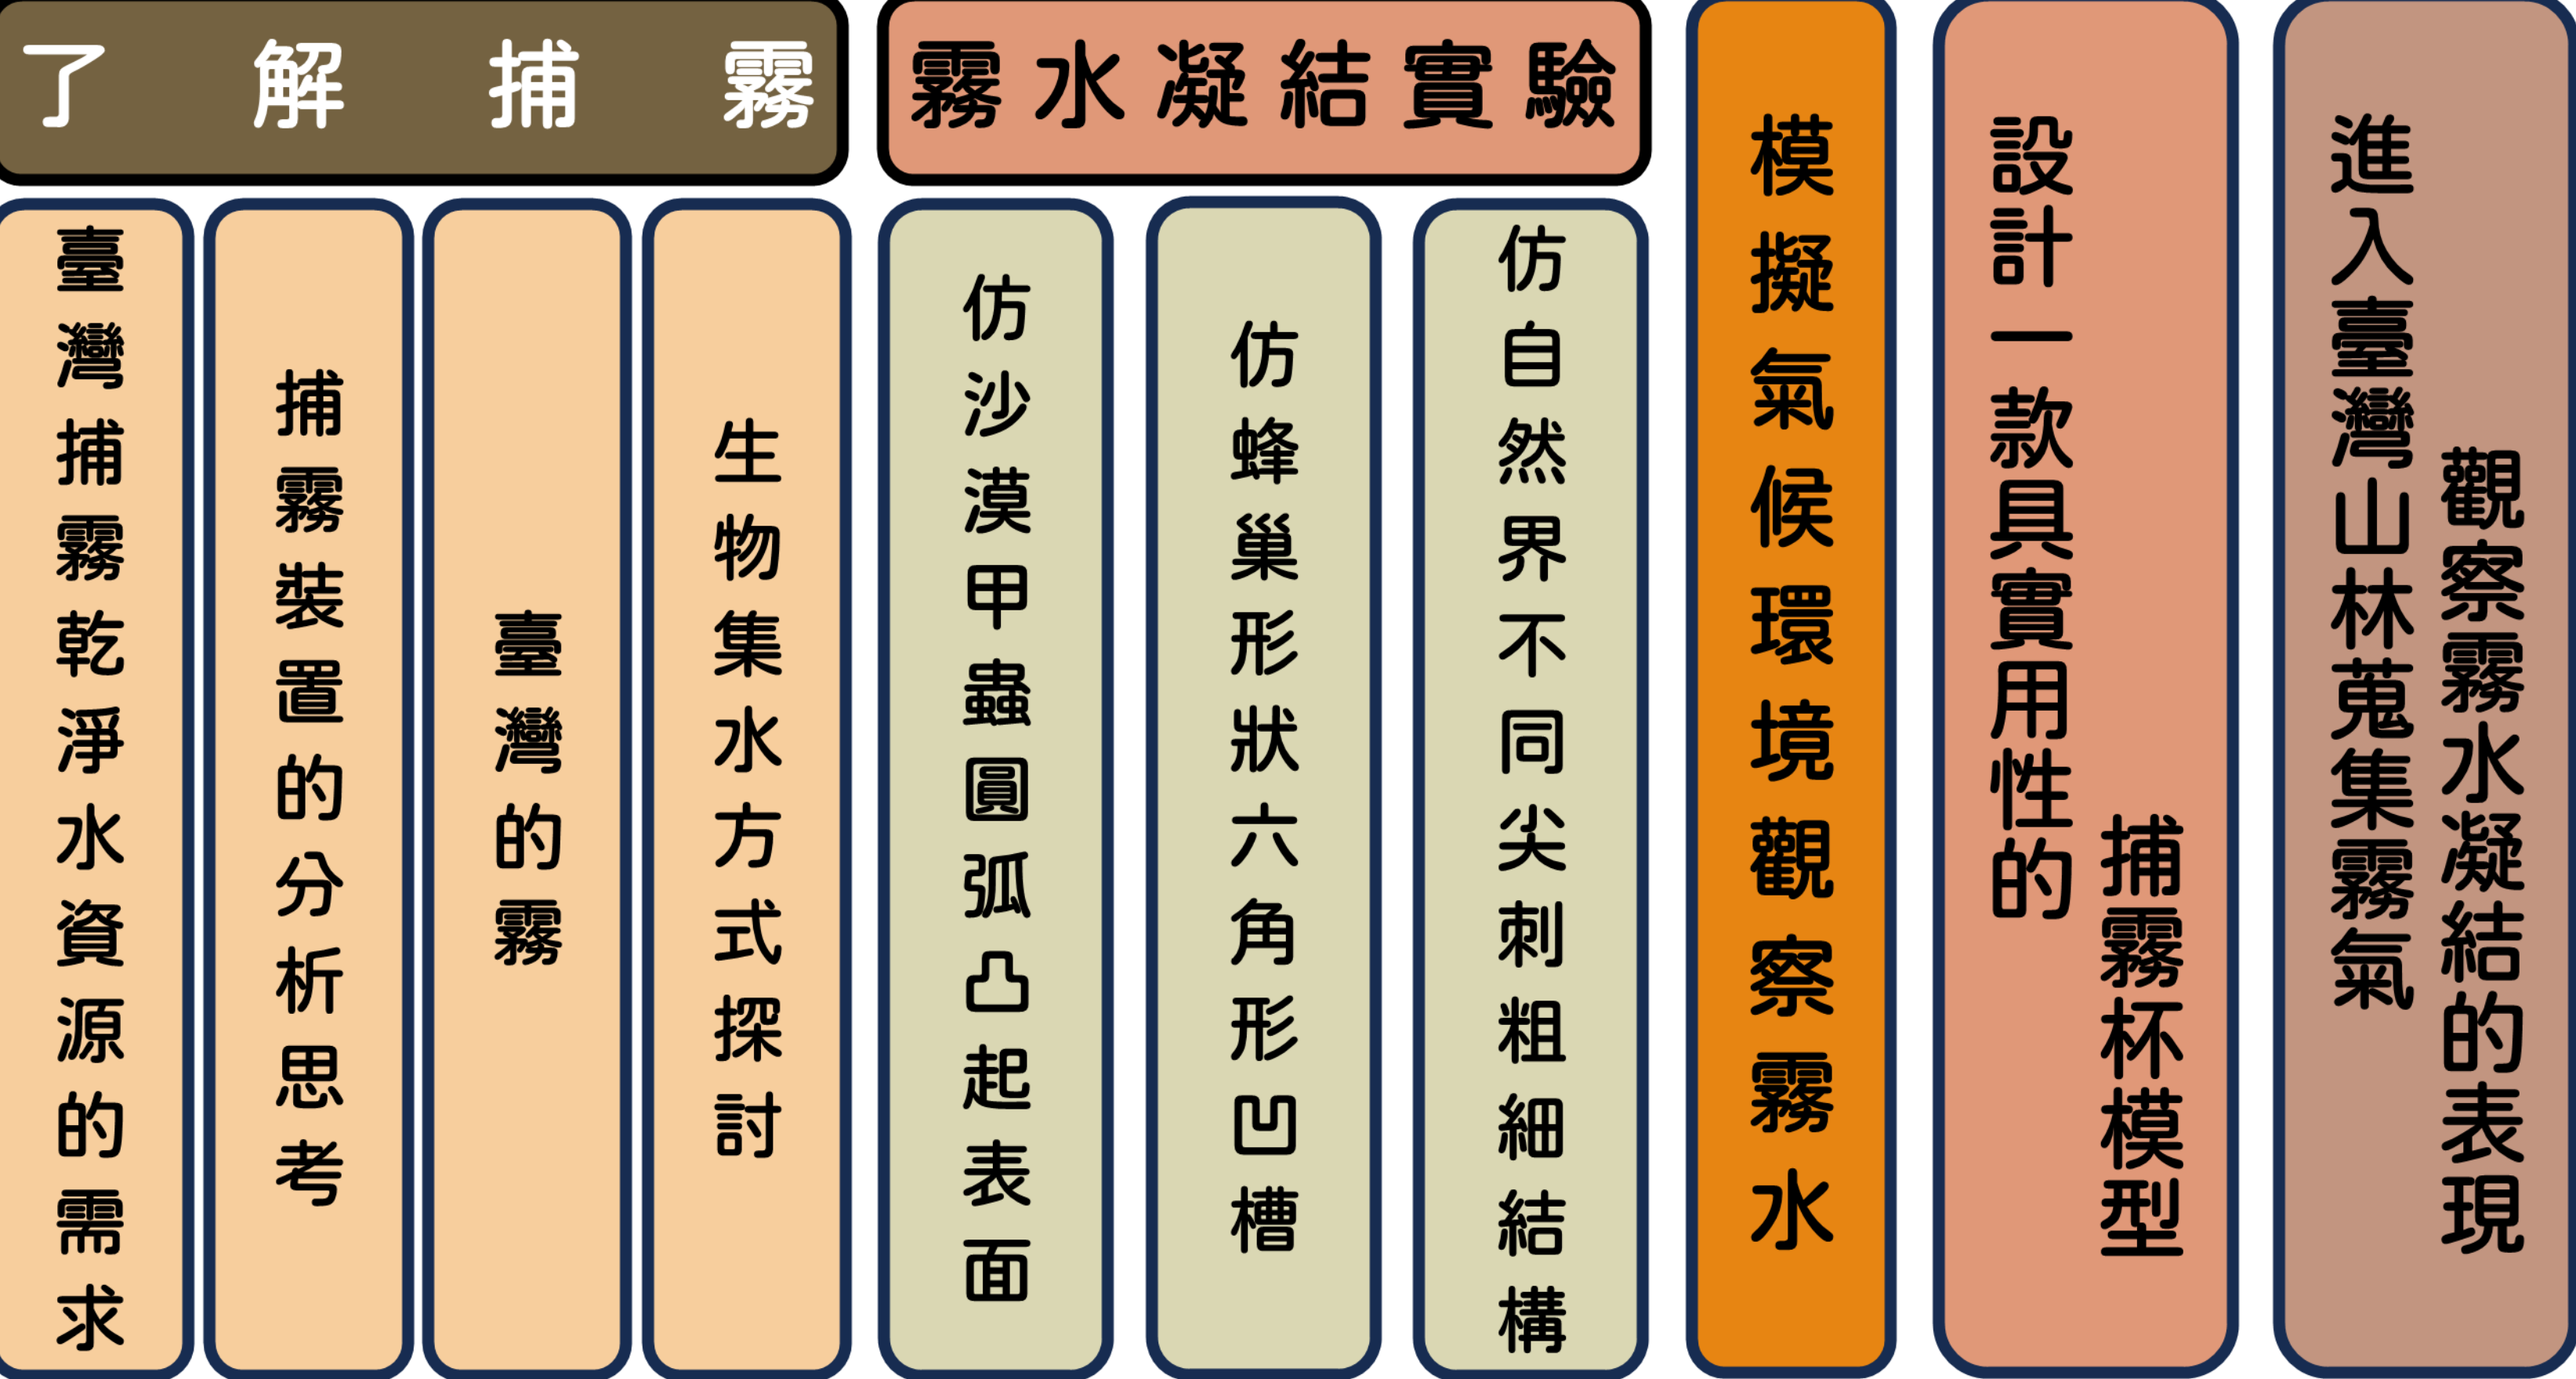 了解捕霧
臺灣捕霧乾淨水資源的需求
捕霧裝置的分析思考
臺灣的霧
生物集水方式探討
霧水凝結實驗
仿沙漠甲蟲圓弧凸起表面
仿蜂巢形狀六角形凹槽
仿自然界不同尖刺粗細結構
模擬氣候環境觀察霧水
設計一款具實用性的
捕霧杯模型
進入臺灣山林蒐集霧氣
觀察霧水凝結的表現